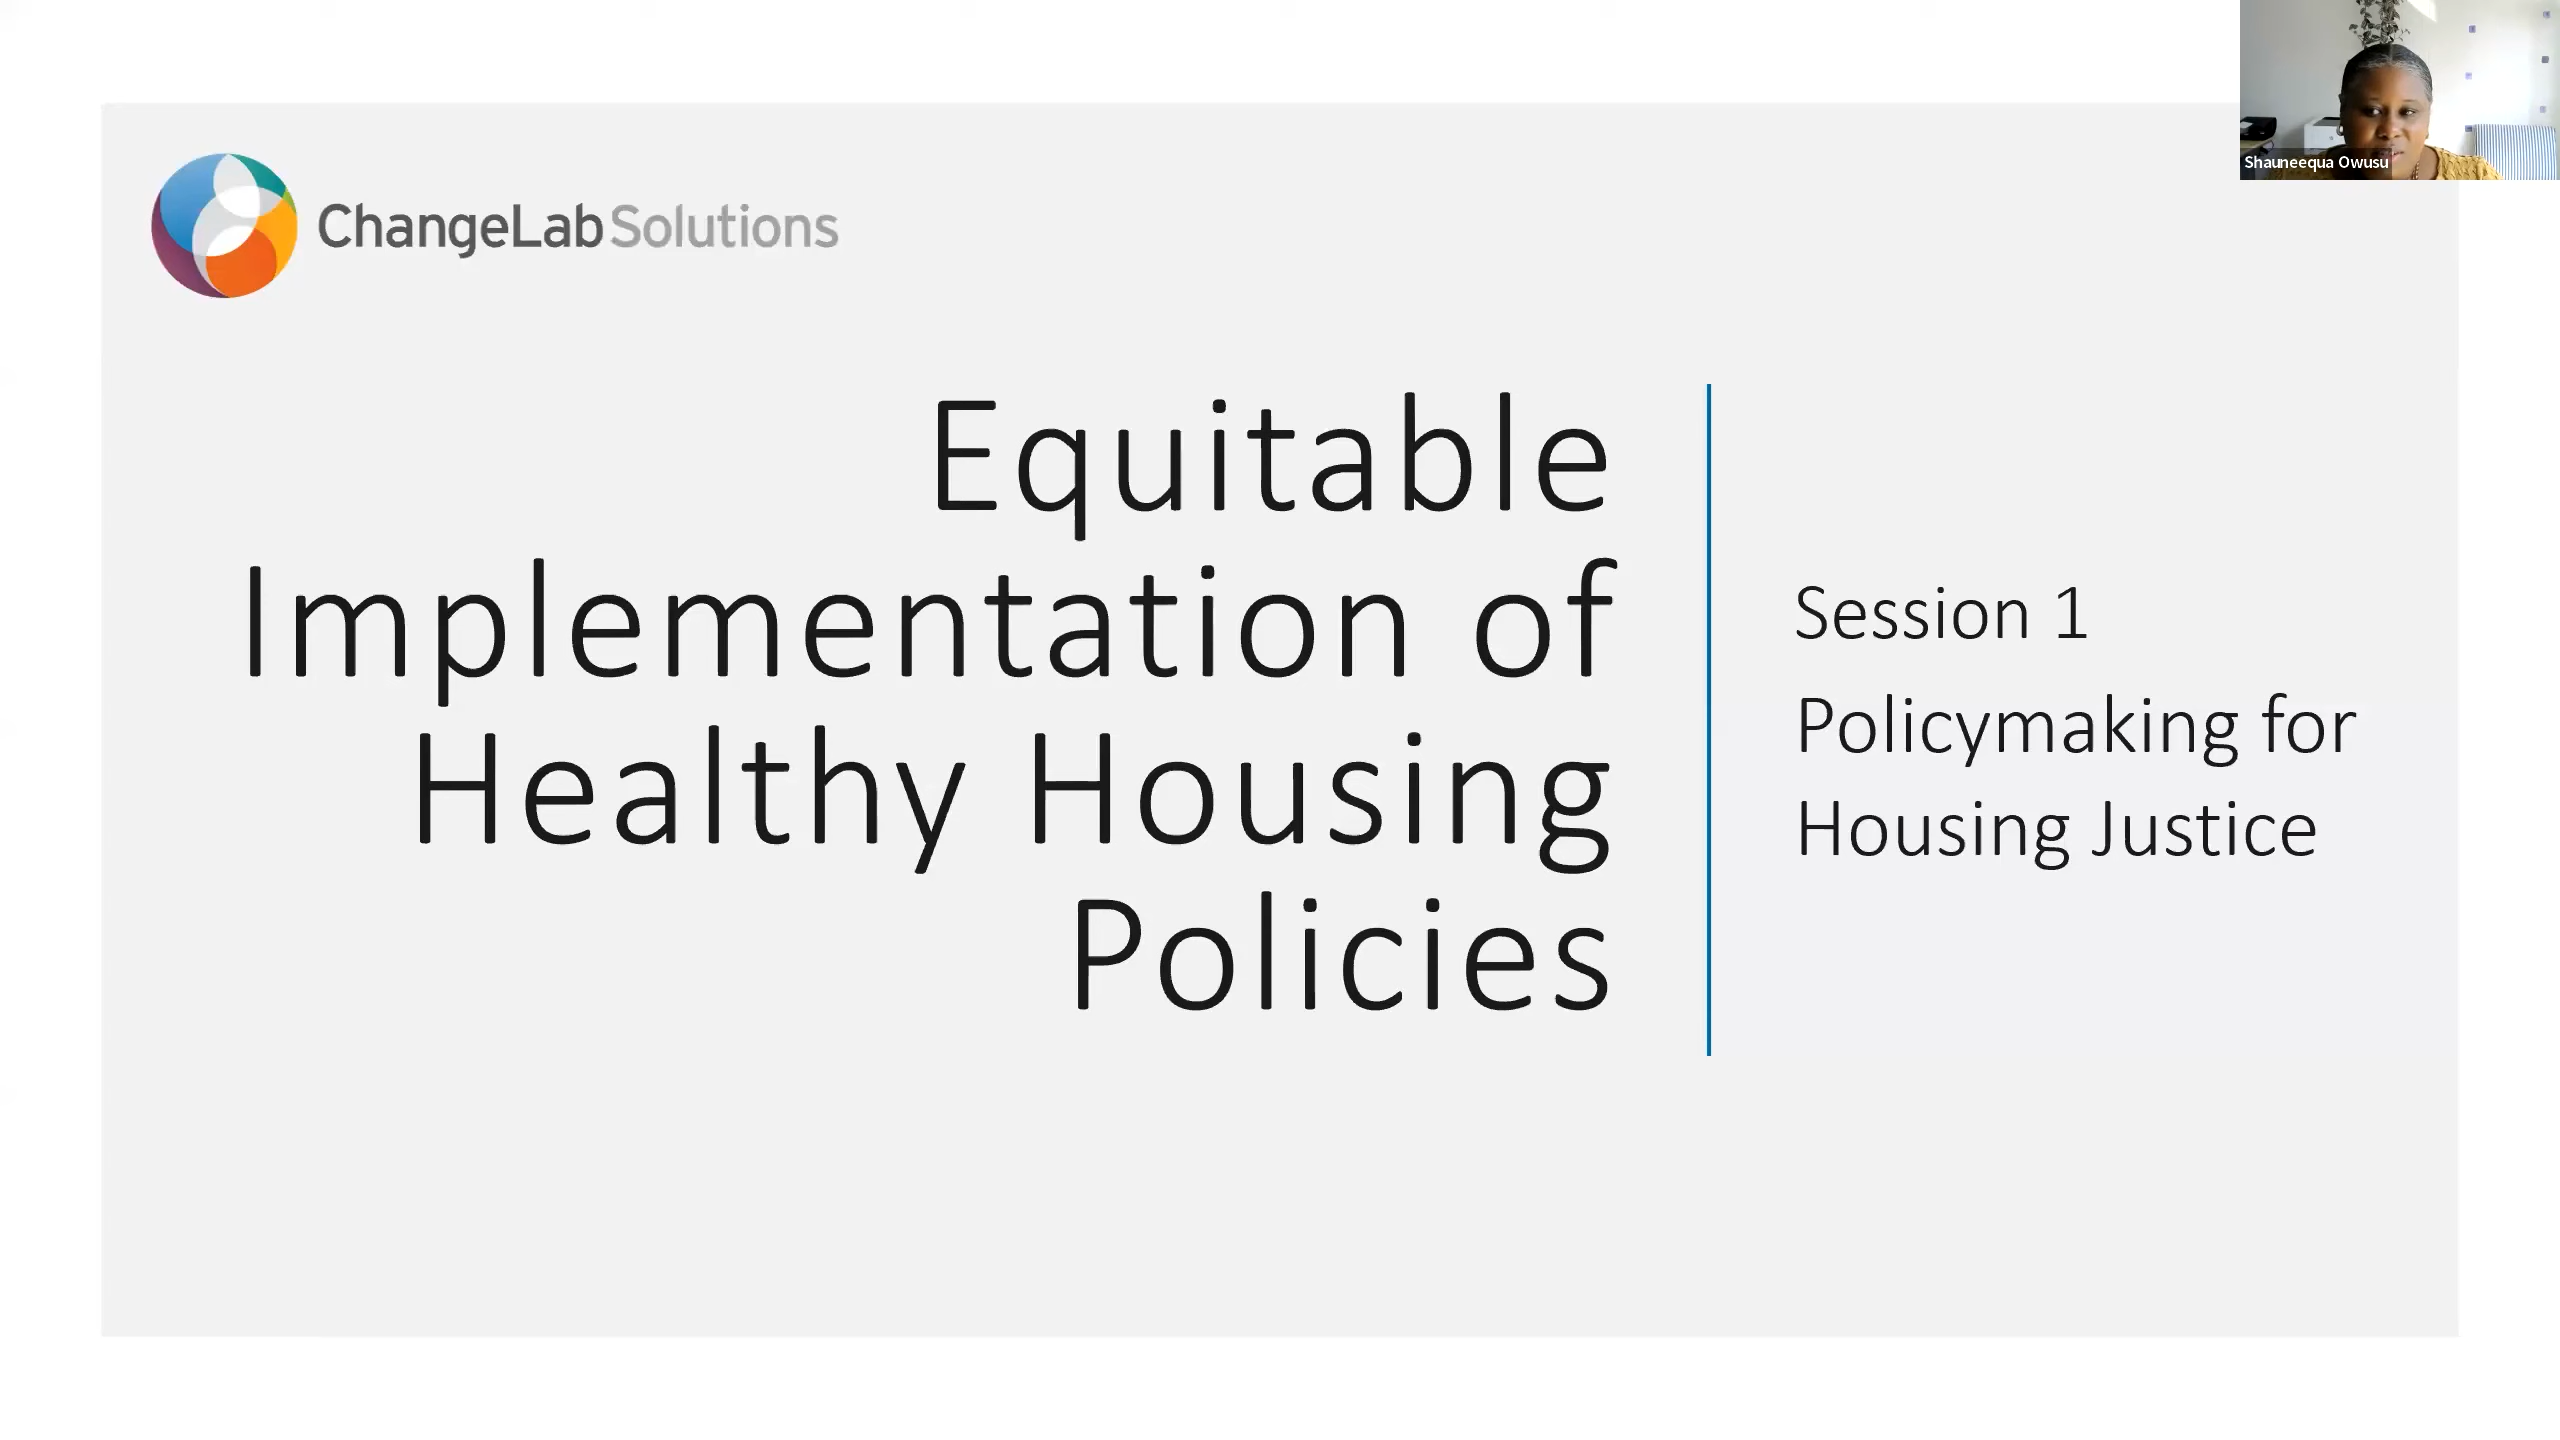 ChangeLab Solutions
Equitable
Implementation of
Healthy Housing
Policies
Session 1
Policymaking for
Housing Justice
Shauneequa Owusu